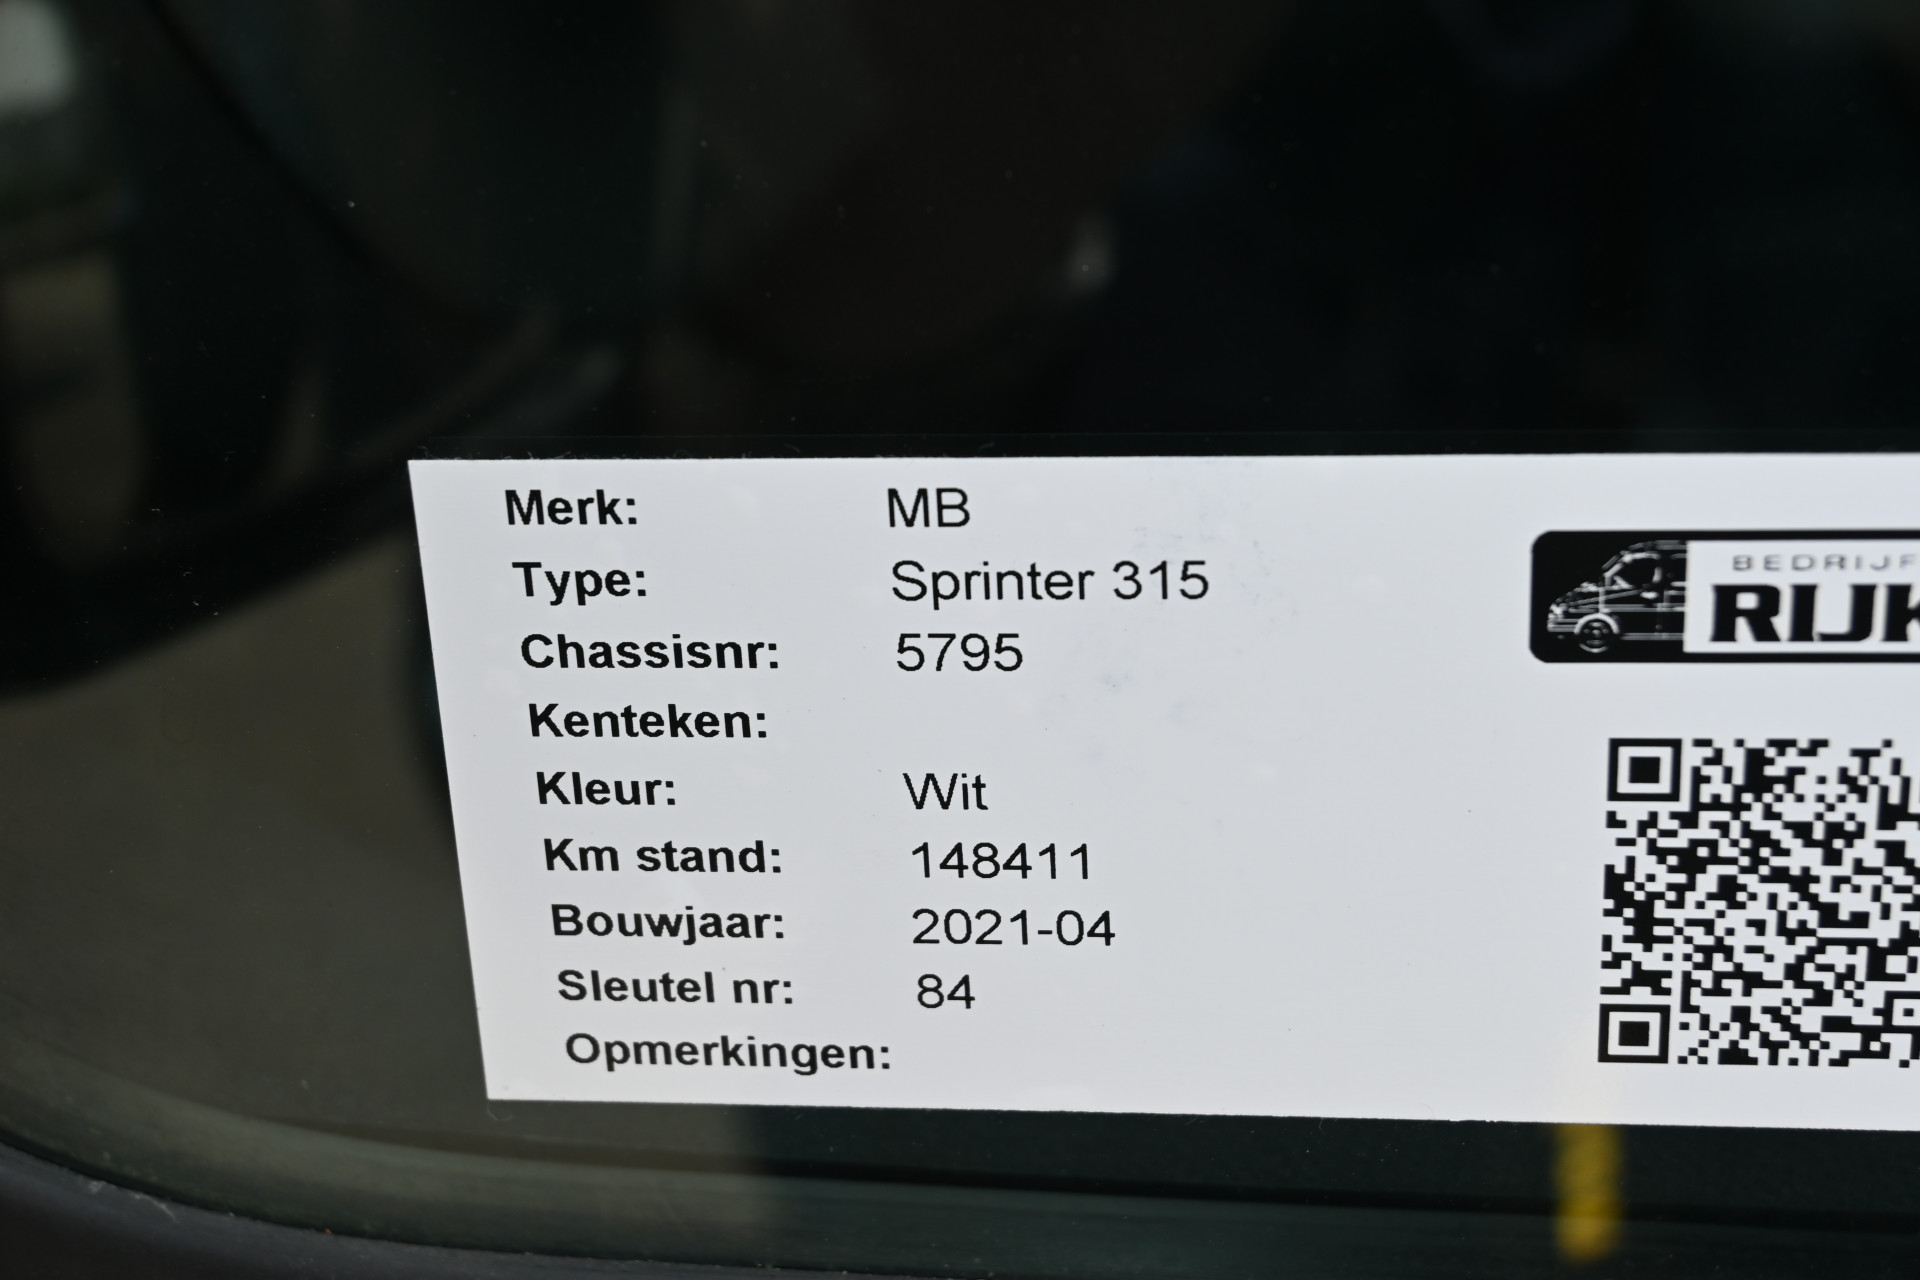 Merk: MB
Type: Sprinter 315
Chassisnr: 5795
Kenteken:
Kleur: Wit
Km stand: 148411
Bouwjaar: 2021-04
Sleutel nr: 84
Opmerkingen: